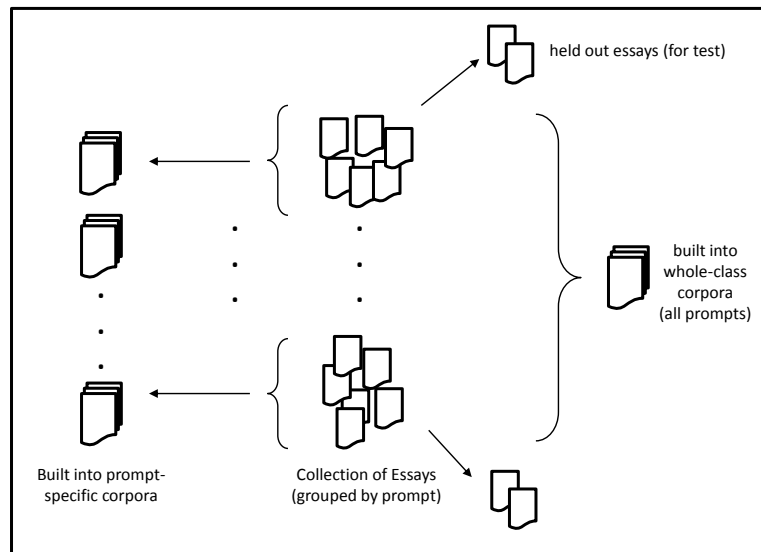 held out essays (for test)
built into
whole-class
corpora
(all prompts)
Built into prompt-
specific corpora
Collection of Essays
(grouped by prompt)